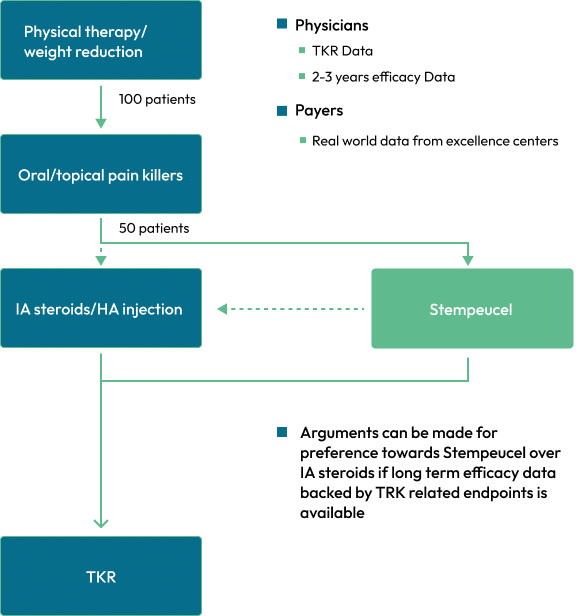 Physical therapy/
weight reduction
100 patients
Oral/topical pain killers
50 patients
IA steroids/HA injection
Stempeucel
TKR
Physicians
TKR Data
2-3 years efficacy Data
Payers
Real world data from excellence centers
Arguments can be made for
preference towards Stempeucel over
IA steroids if long term efficacy data
backed by TRK related endpoints is
available